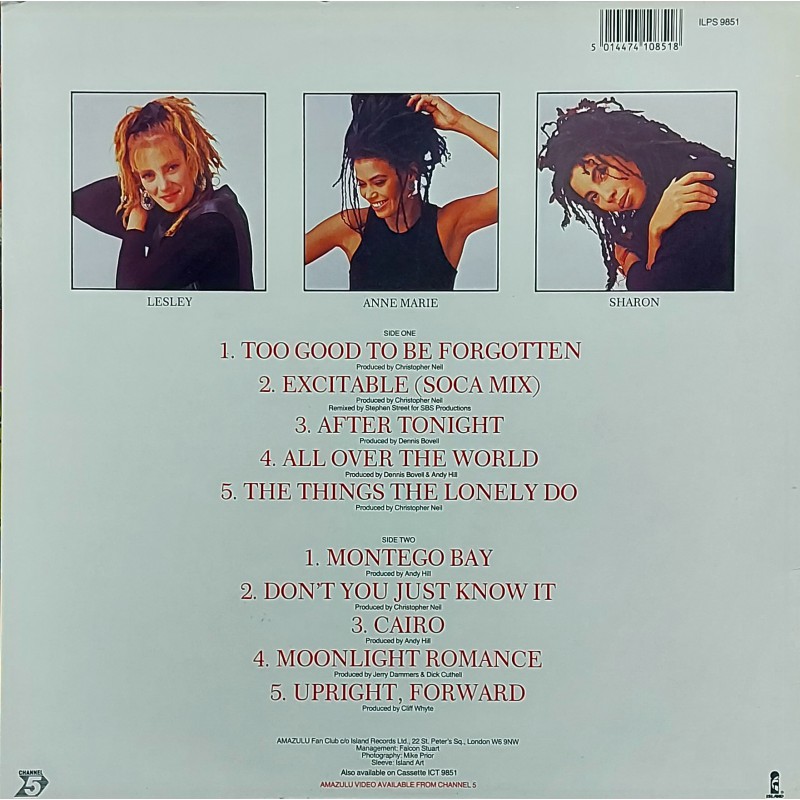 ILPS 9851
5 014474 108518
LESLEY
ANNE MARIE
SHARON
SIDE ONE
1. TOO GOOD TO BE FORGOTTEN
Produced by Christopher Neil
2. EXCITABLE (SOCA MIX)
Produced by Christopher Neil
Remixed by Stephen Street for SBS Productions
3. AFTER TONIGHT
Produced by Dennis Bovell
4. ALL OVER THE WORLD
Produced by Dennis Bovell & Andy Hill
5. THE THINGS THE LONELY DO
Produced by Christopher Neil
SIDE TWO
1. MONTEGO BAY
Produced by Andy Hill
2. DON'T YOU JUST KNOW IT
Produced by Christopher Neil
3. CAIRO
Produced by Andy Hill
4. MOONLIGHT ROMANCE
Produced by Jerry Dammers & Dick Cuthell
5. UPRIGHT, FORWARD
Produced by Cliff Whyte
AMAZULU Fan Club c/o Island Records Ltd., 22 St. Peter's Sq., London W6 9NW
Management: Falcon Stuart
Photography: Mike Prior
Sleeve: Island Art
Also available on Cassette ICT 9851
AMAZULU VIDEO AVAILABLE FROM CHANNEL 5
CHANNEL
5
ISLAND